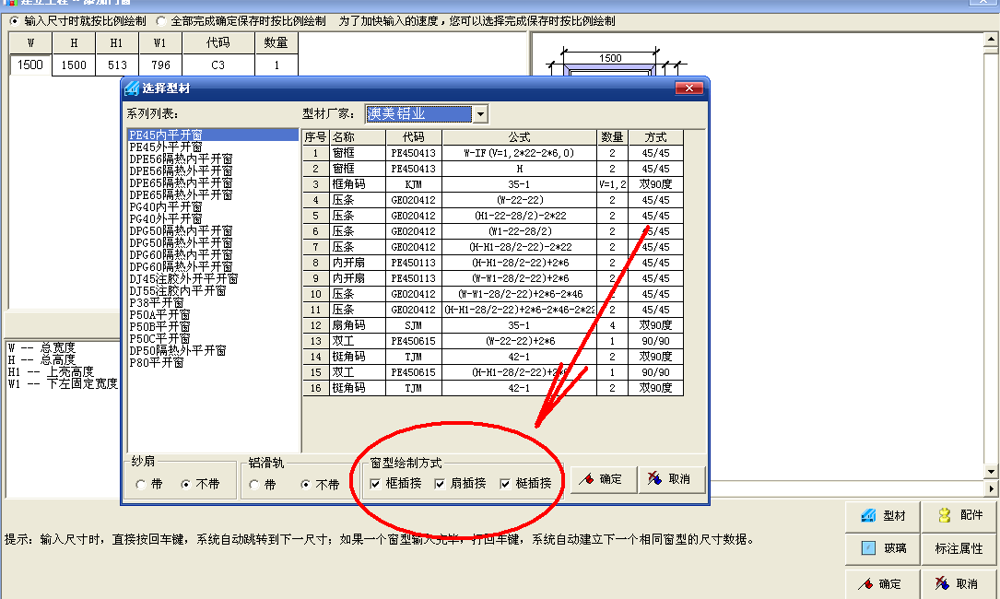 建立工程 -- 添加门窗
输入尺寸时就按比例绘制 全部完成确定保存时按比例绘制 为了加快输入的速度，您可以选择完成保存时按比例绘制
W H H1 W1 代码 数量
1500 1500 513 796 C3 1
1500
选择型材
系列列表： 型材厂家： 澳美铝业
PE45内平开窗
PE45外平开窗
DPE56隔热内平开窗
DPE56隔热外平开窗
DPE65隔热内平开窗
DPE65隔热外平开窗
PG40内平开窗
PG40外平开窗
DPG50隔热内平开窗
DPG50隔热外平开窗
DPG60隔热内平开窗
DPG60隔热外平开窗
DJ45注胶外开平开窗
DJ55注胶内开平开窗
P38平开窗
P50A平开窗
P50B平开窗
P50C平开窗
DP50隔热外平开窗
P80平开窗
序号 名称 代码 公式 数量 方式
1 窗框 PE450413 W-IF(V=1,2*22-2*6,0) 2 45/45
2 窗框 PE450413 H 2 45/45
3 框角码 KJM 35-1 V=1,2 双90度
4 压条 GE020412 (W-22-22) 2 45/45
5 压条 GE020412 (H1-22-28/2)-2*22 2 45/45
6 压条 GE020412 (W1-22-28/2) 2 45/45
7 压条 GE020412 (H-H1-28/2-22)-2*22 2 45/45
8 内开扇 PE450113 (H-H1-28/2-22)+2*6 2 45/45
9 内开扇 PE450113 (W-W1-28/2-22)+2*6 2 45/45
10 压条 GE020412 (W-W1-28/2-22)+2*6-2*46 2 45/45
11 压条 GE020412 (H-H1-28/2-22)+2*6-2*46-2*22 2 45/45
12 扇角码 SJM 35-1 4 双90度
13 双工 PE450615 (W-22-22)+2*6 1 90/90
14 梃角码 TJM 42-1 2 双90度
15 双工 PE450615 (H-H1-28/2-22)+2*6 1 90/90
16 梃角码 TJM 42-1 2 双90度
W -- 总宽度
H -- 总高度
H1 -- 上亮高度
W1 -- 下左固定宽度
纱扇 铝滑轨 窗型绘制方式
带 不带 带 不带 框插接 扇插接 梃插接 确定 取消
提示：输入尺寸时，直接按回车键，系统自动跳转到下一尺寸；如果一个窗型输入完毕，打回车键，系统自动建立下一个相同窗型的尺寸数据。
型材 配件
玻璃 标注属性
确定 取消